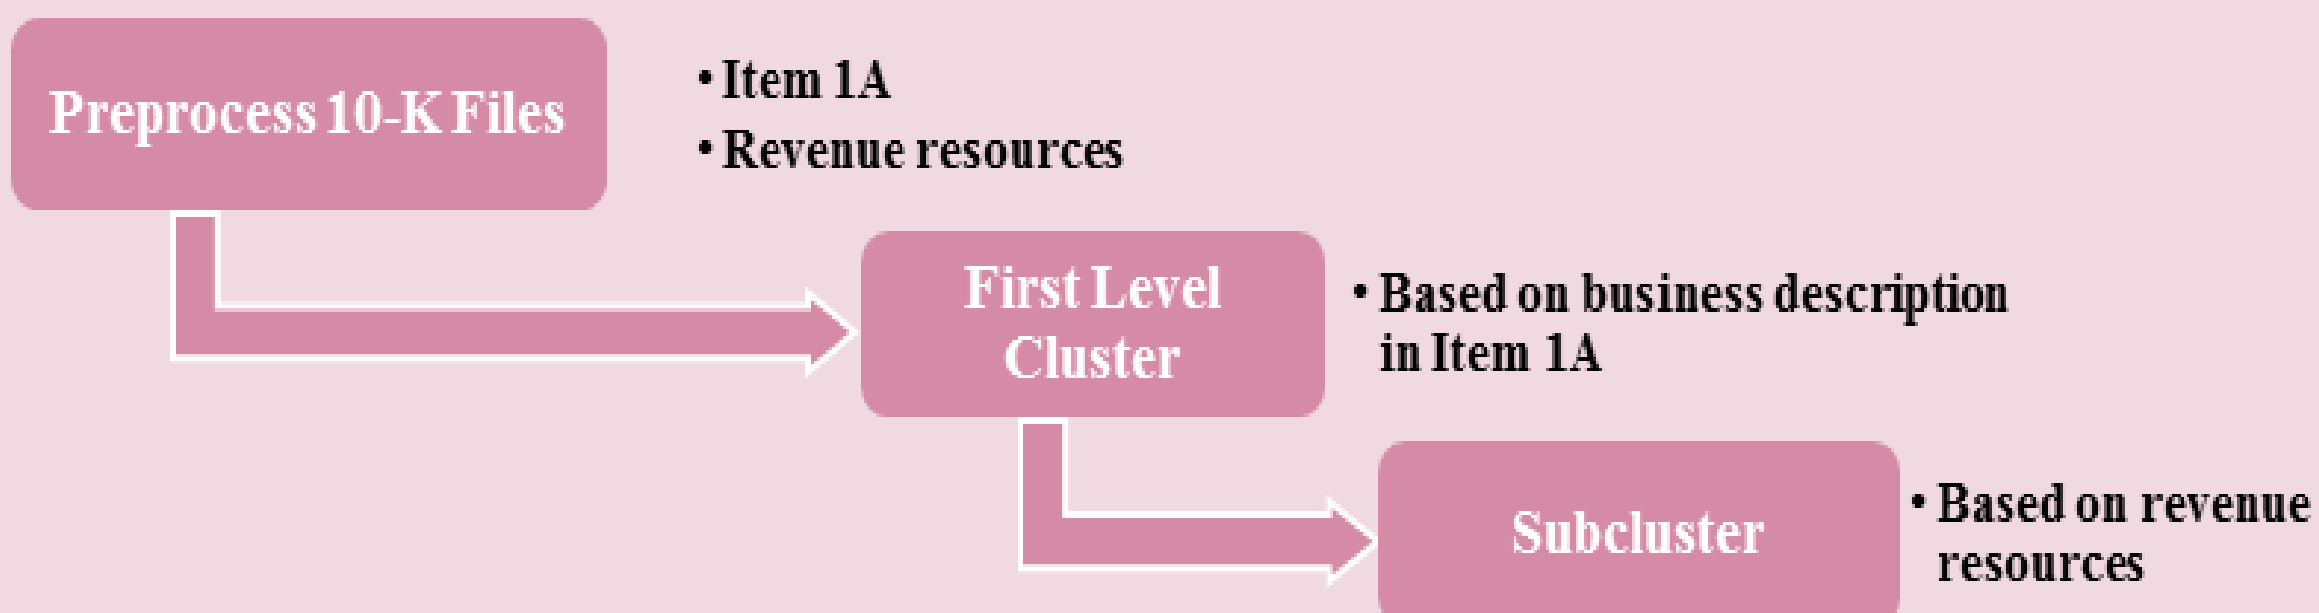 Preprocess 10-K Files
• Item 1A
• Revenue resources
First Level
Cluster
• Based on business description
in Item 1A
Subcluster
• Based on revenue
resources